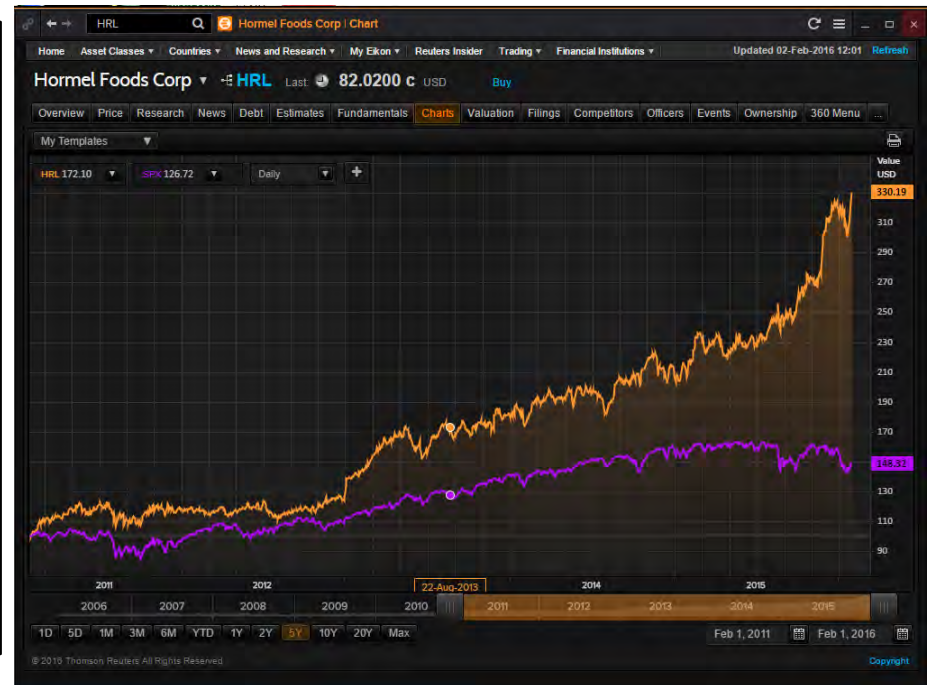 HRL Hormel Foods Corp | Chart
Home Asset Classes Countries News and Research My Eikon Reuters Insider Trading Financial Institutions Updated 02-Feb-2016 12:01 Refresh
Hormel Foods Corp HRL Last 82.0200 c USD Buy
Overview Price Research News Debt Estimates Fundamentals Charts Valuation Filings Competitors Officers Events Ownership 360 Menu ...
My Templates
Value
HRL 172.10 .SPX 126.72 Daily + USD
330.19
310
290
270
250
230
210
190
170
148.32
130
110
90
2011 2012 22-Aug-2013 2014 2015
2006 2007 2008 2009 2010 2011 2012 2013 2014 2015
1D 5D 1M 3M 6M YTD 1Y 2Y 5Y 10Y 20Y Max Feb 1, 2011 Feb 1, 2016
© 2016 Thomson Reuters All Rights Reserved Copyright